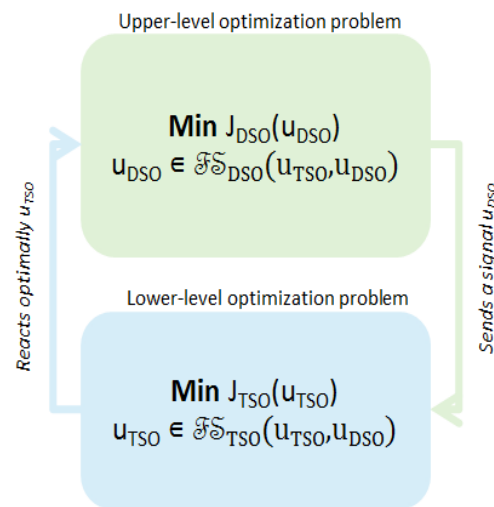 Upper-level optimization problem
Min J_DSO(u_DSO)
u_DSO ∈ ℱ𝒮_DSO(u_TSO,u_DSO)
Reacts optimally u_TSO
Sends a signal u_DSO
Lower-level optimization problem
Min J_TSO(u_TSO)
u_TSO ∈ ℱ𝒮_TSO(u_TSO,u_DSO)